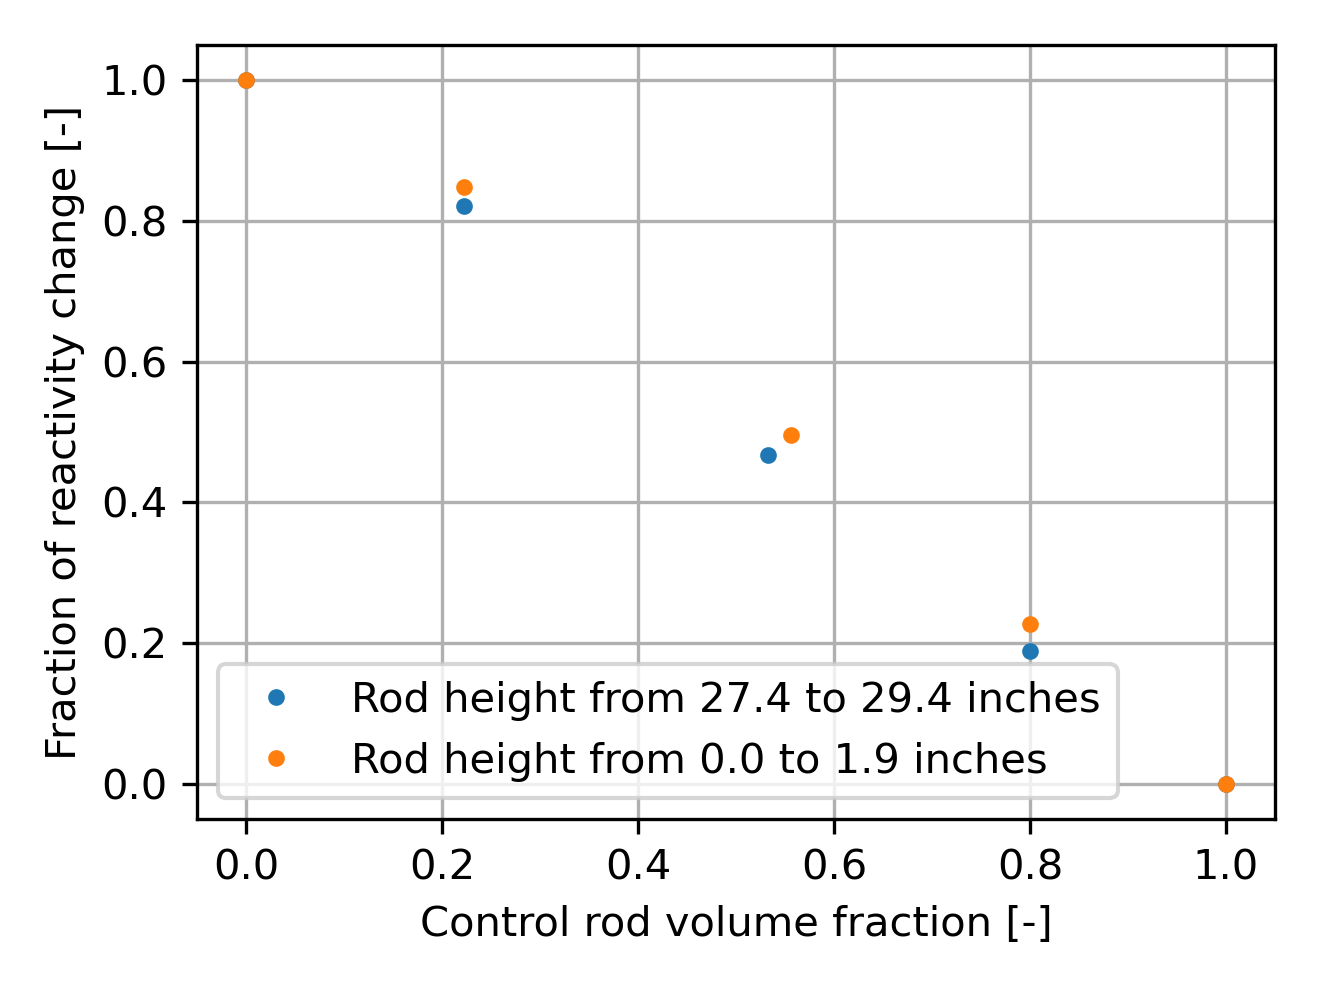 Fraction of reactivity change [-]
1.0
0.8
0.6
0.4
0.2
0.0
Rod height from 27.4 to 29.4 inches
Rod height from 0.0 to 1.9 inches
0.0 0.2 0.4 0.6 0.8 1.0
Control rod volume fraction [-]